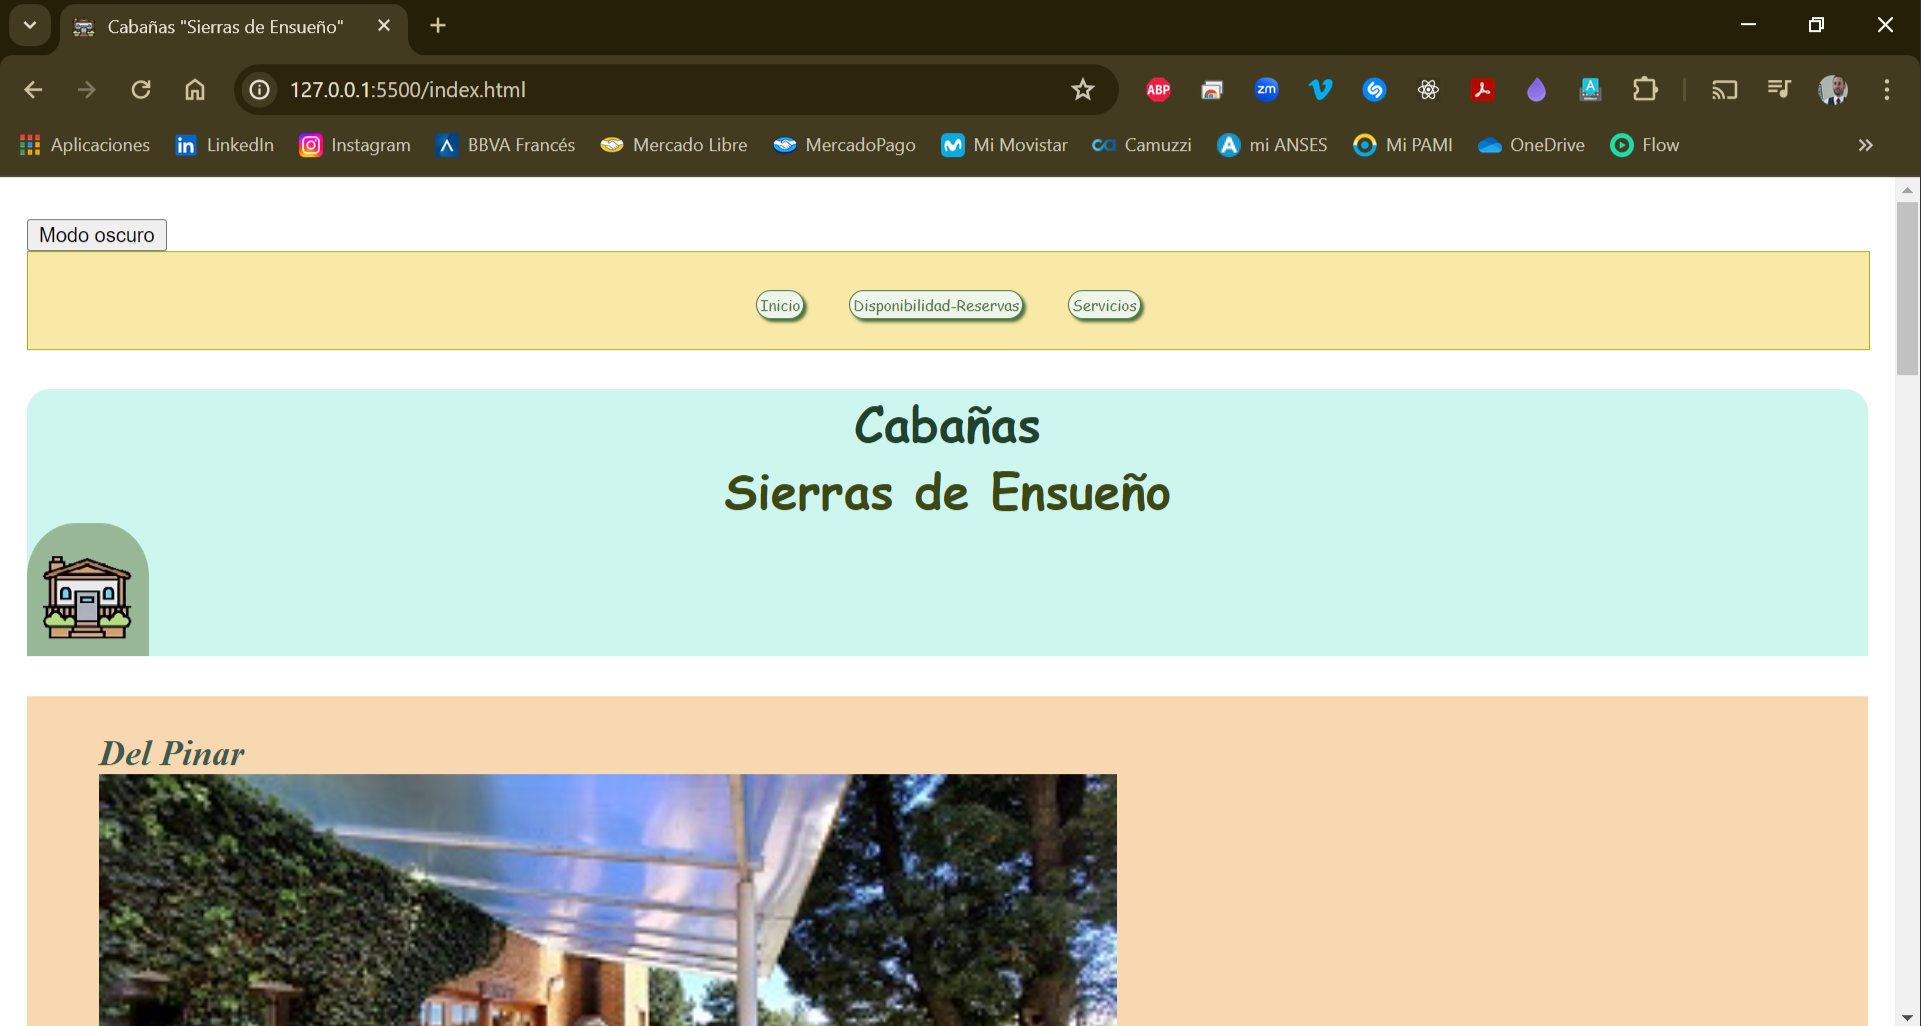 Cabañas "Sierras de Ensueño"
127.0.0.1:5500/index.html
ABP
zm
Aplicaciones
LinkedIn
Instagram
BBVA Francés
Mercado Libre
MercadoPago
Mi Movistar
Camuzzi
mi ANSES
Mi PAMI
OneDrive
Flow
Modo oscuro
Inicio
Disponibilidad-Reservas
Servicios
Cabañas
Sierras de Ensueño
Del Pinar